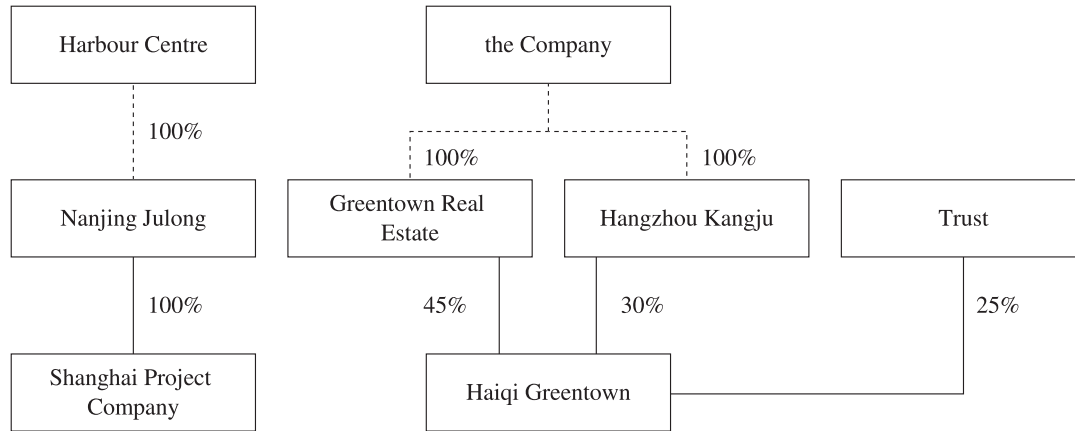 Harbour Centre
the Company
100%
100%
100%
Nanjing Julong
Greentown Real
Estate
Hangzhou Kangju
Trust
100%
45%
30%
25%
Shanghai Project
Company
Haiqi Greentown